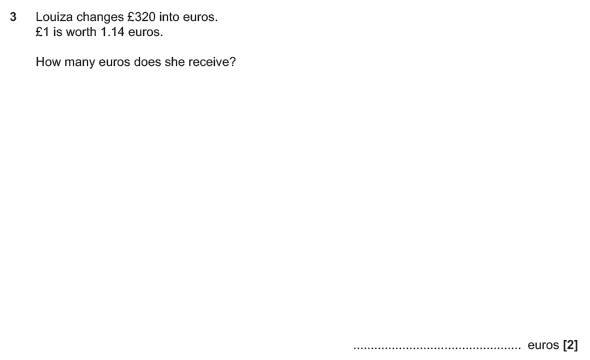 3 Louiza changes £320 into euros.
£1 is worth 1.14 euros.
How many euros does she receive?
................................................ euros [2]